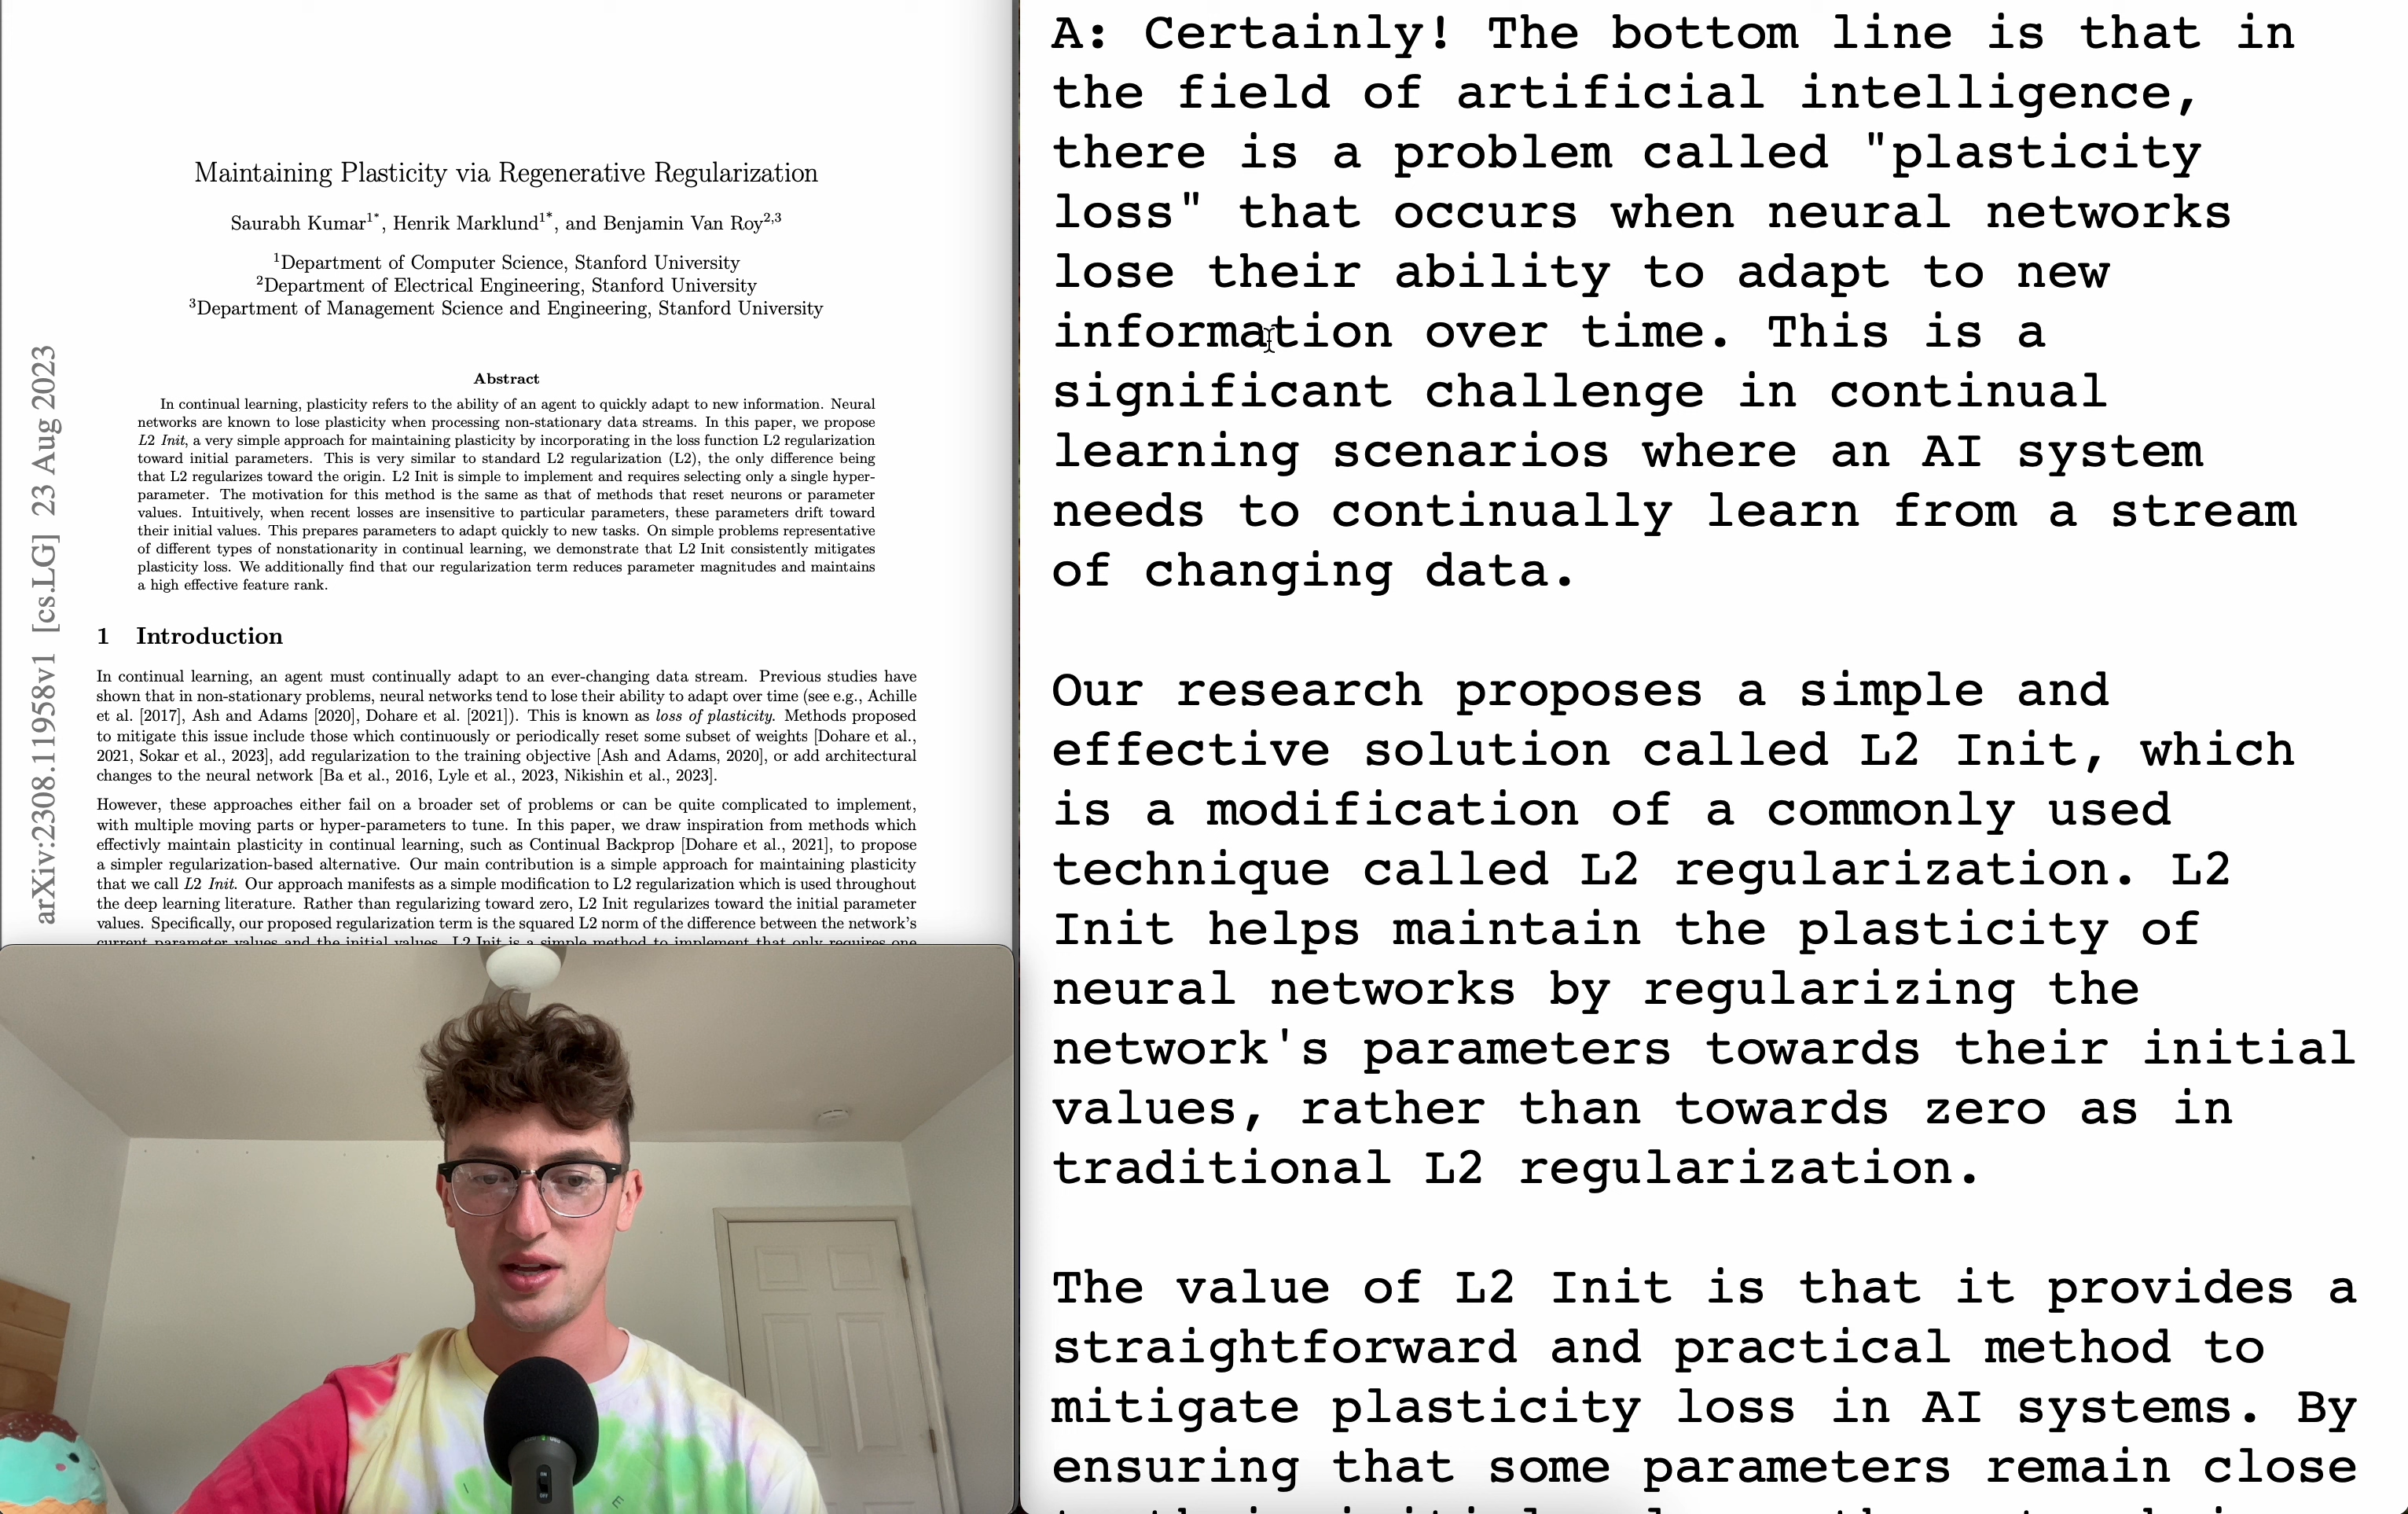 Maintaining Plasticity via Regenerative Regularization
Saurabh Kumar1*, Henrik Marklund1*, and Benjamin Van Roy2,3
1Department of Computer Science, Stanford University
2Department of Electrical Engineering, Stanford University
3Department of Management Science and Engineering, Stanford University
arXiv:2308.11958v1 [cs.LG] 23 Aug 2023
Abstract
In continual learning, plasticity refers to the ability of an agent to quickly adapt to new information. Neural
networks are known to lose plasticity when processing non-stationary data streams. In this paper, we propose
L2 Init, a very simple approach for maintaining plasticity by incorporating in the loss function L2 regularization
toward initial parameters. This is very similar to standard L2 regularization (L2), the only difference being
that L2 regularizes toward the origin. L2 Init is simple to implement and requires selecting only a single hyper-
parameter. The motivation for this method is the same as that of methods that reset neurons or parameter
values. Intuitively, when recent losses are insensitive to particular parameters, these parameters drift toward
their initial values. This prepares parameters to adapt quickly to new tasks. On simple problems representative
of different types of nonstationarity in continual learning, we demonstrate that L2 Init consistently mitigates
plasticity loss. We additionally find that our regularization term reduces parameter magnitudes and maintains
a high effective feature rank.
1 Introduction
In continual learning, an agent must continually adapt to an ever-changing data stream. Previous studies have
shown that in non-stationary problems, neural networks tend to lose their ability to adapt over time (see e.g., Achille
et al. [2017], Ash and Adams [2020], Dohare et al. [2021]). This is known as loss of plasticity. Methods proposed
to mitigate this issue include those which continuously or periodically reset some subset of weights [Dohare et al.,
2021, Sokar et al., 2023], add regularization to the training objective [Ash and Adams, 2020], or add architectural
changes to the neural network [Ba et al., 2016, Lyle et al., 2023, Nikishin et al., 2023].
However, these approaches either fail on a broader set of problems or can be quite complicated to implement,
with multiple moving parts or hyper-parameters to tune. In this paper, we draw inspiration from methods which
effectivly maintain plasticity in continual learning, such as Continual Backprop [Dohare et al., 2021], to propose
a simpler regularization-based alternative. Our main contribution is a simple approach for maintaining plasticity
that we call L2 Init. Our approach manifests as a simple modification to L2 regularization which is used throughout
the deep learning literature. Rather than regularizing toward zero, L2 Init regularizes toward the initial parameter
values. Specifically, our proposed regularization term is the squared L2 norm of the difference between the network's
current parameter values and the initial values. L2 Init is a simple method to implement that only requires one
A: Certainly! The bottom line is that in
the field of artificial intelligence,
there is a problem called "plasticity
loss" that occurs when neural networks
lose their ability to adapt to new
information over time. This is a
significant challenge in continual
learning scenarios where an AI system
needs to continually learn from a stream
of changing data.
Our research proposes a simple and
effective solution called L2 Init, which
is a modification of a commonly used
technique called L2 regularization. L2
Init helps maintain the plasticity of
neural networks by regularizing the
network's parameters towards their initial
values, rather than towards zero as in
traditional L2 regularization.
The value of L2 Init is that it provides a
straightforward and practical method to
mitigate plasticity loss in AI systems. By
ensuring that some parameters remain close